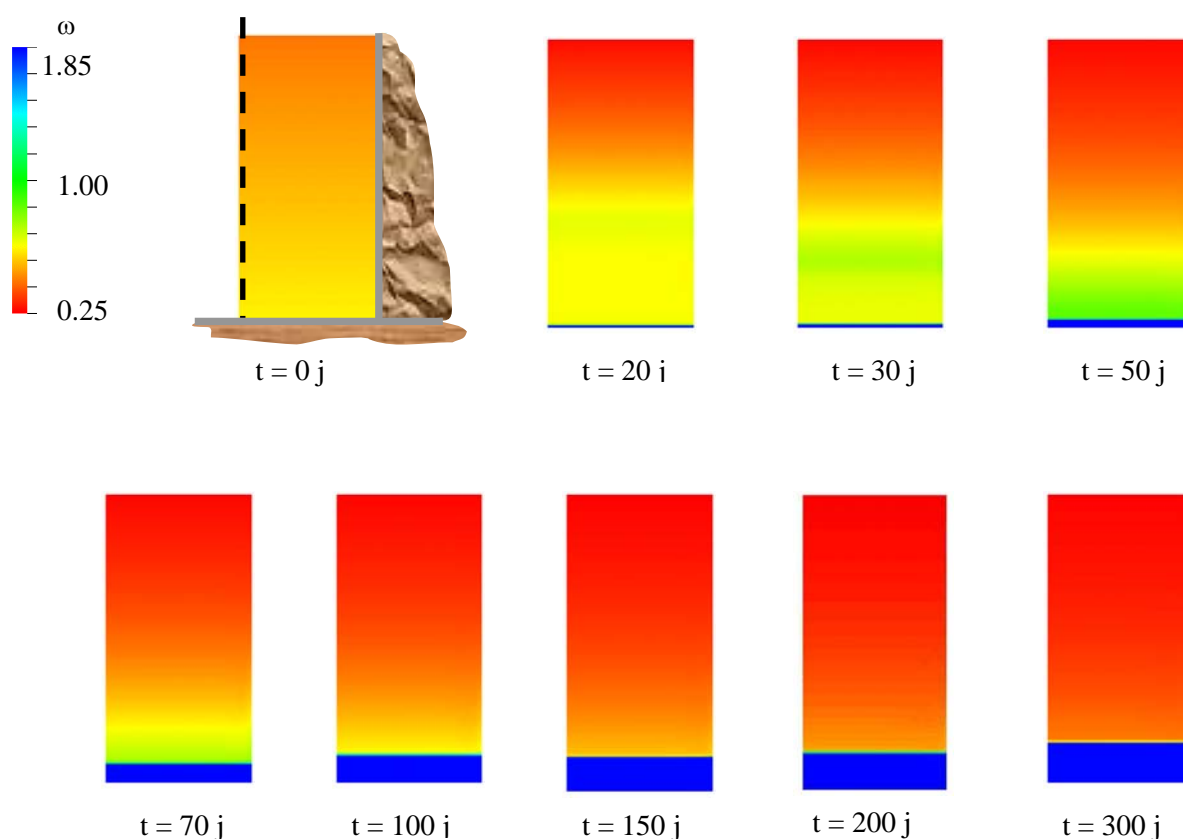 ω
1.85
1.00
0.25
t = 0 j
t = 20 j
t = 30 j
t = 50 j
t = 70 j
t = 100 j
t = 150 j
t = 200 j
t = 300 j